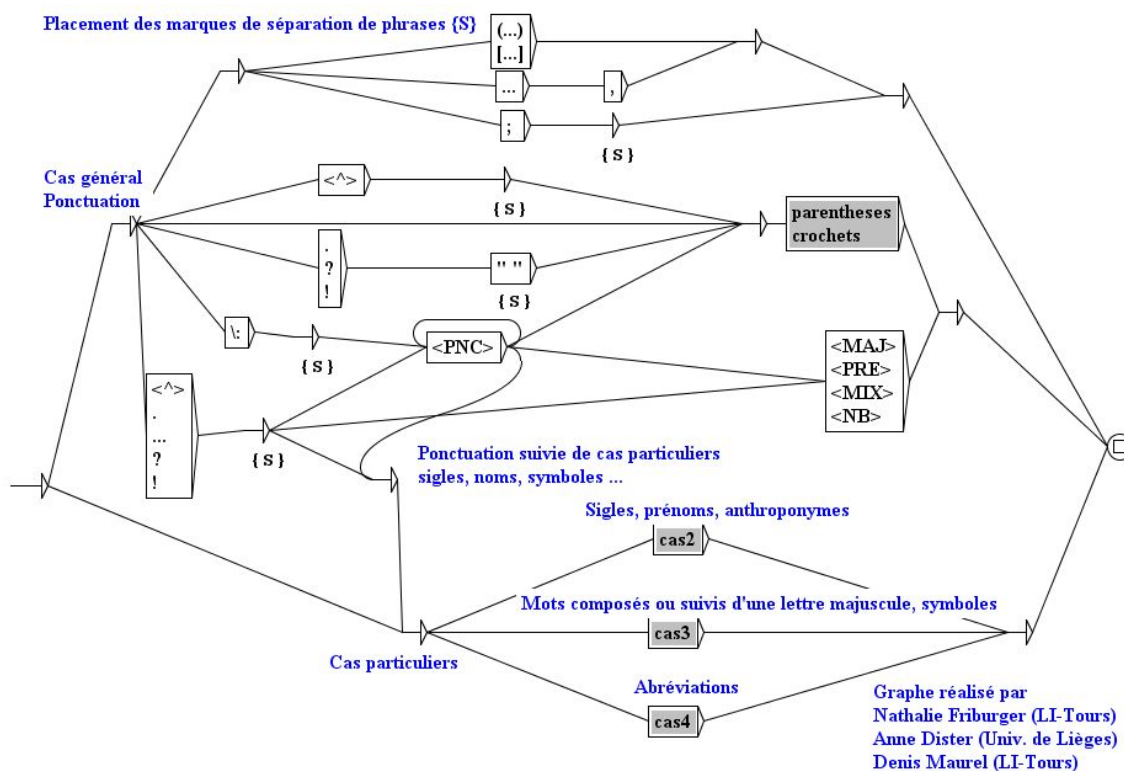 Placement des marques de séparation de phrases {S}
(...)
[...]
...
,
;
{ S }
Cas général
Ponctuation
<^>
{ S }
parentheses
crochets
.
?
!
" "
{ S }
\:
{ S }
<PNC>
<MAJ>
<PRE>
<MIX>
<NB>
<^>
.
...
?
!
{ S }
Ponctuation suivie de cas particuliers
sigles, noms, symboles ...
Sigles, prénoms, anthroponymes
cas2
Mots composés ou suivis d'une lettre majuscule, symboles
cas3
Cas particuliers
Abréviations
cas4
Graphe réalisé par
Nathalie Friburger (LI-Tours)
Anne Dister (Univ. de Lièges)
Denis Maurel (LI-Tours)